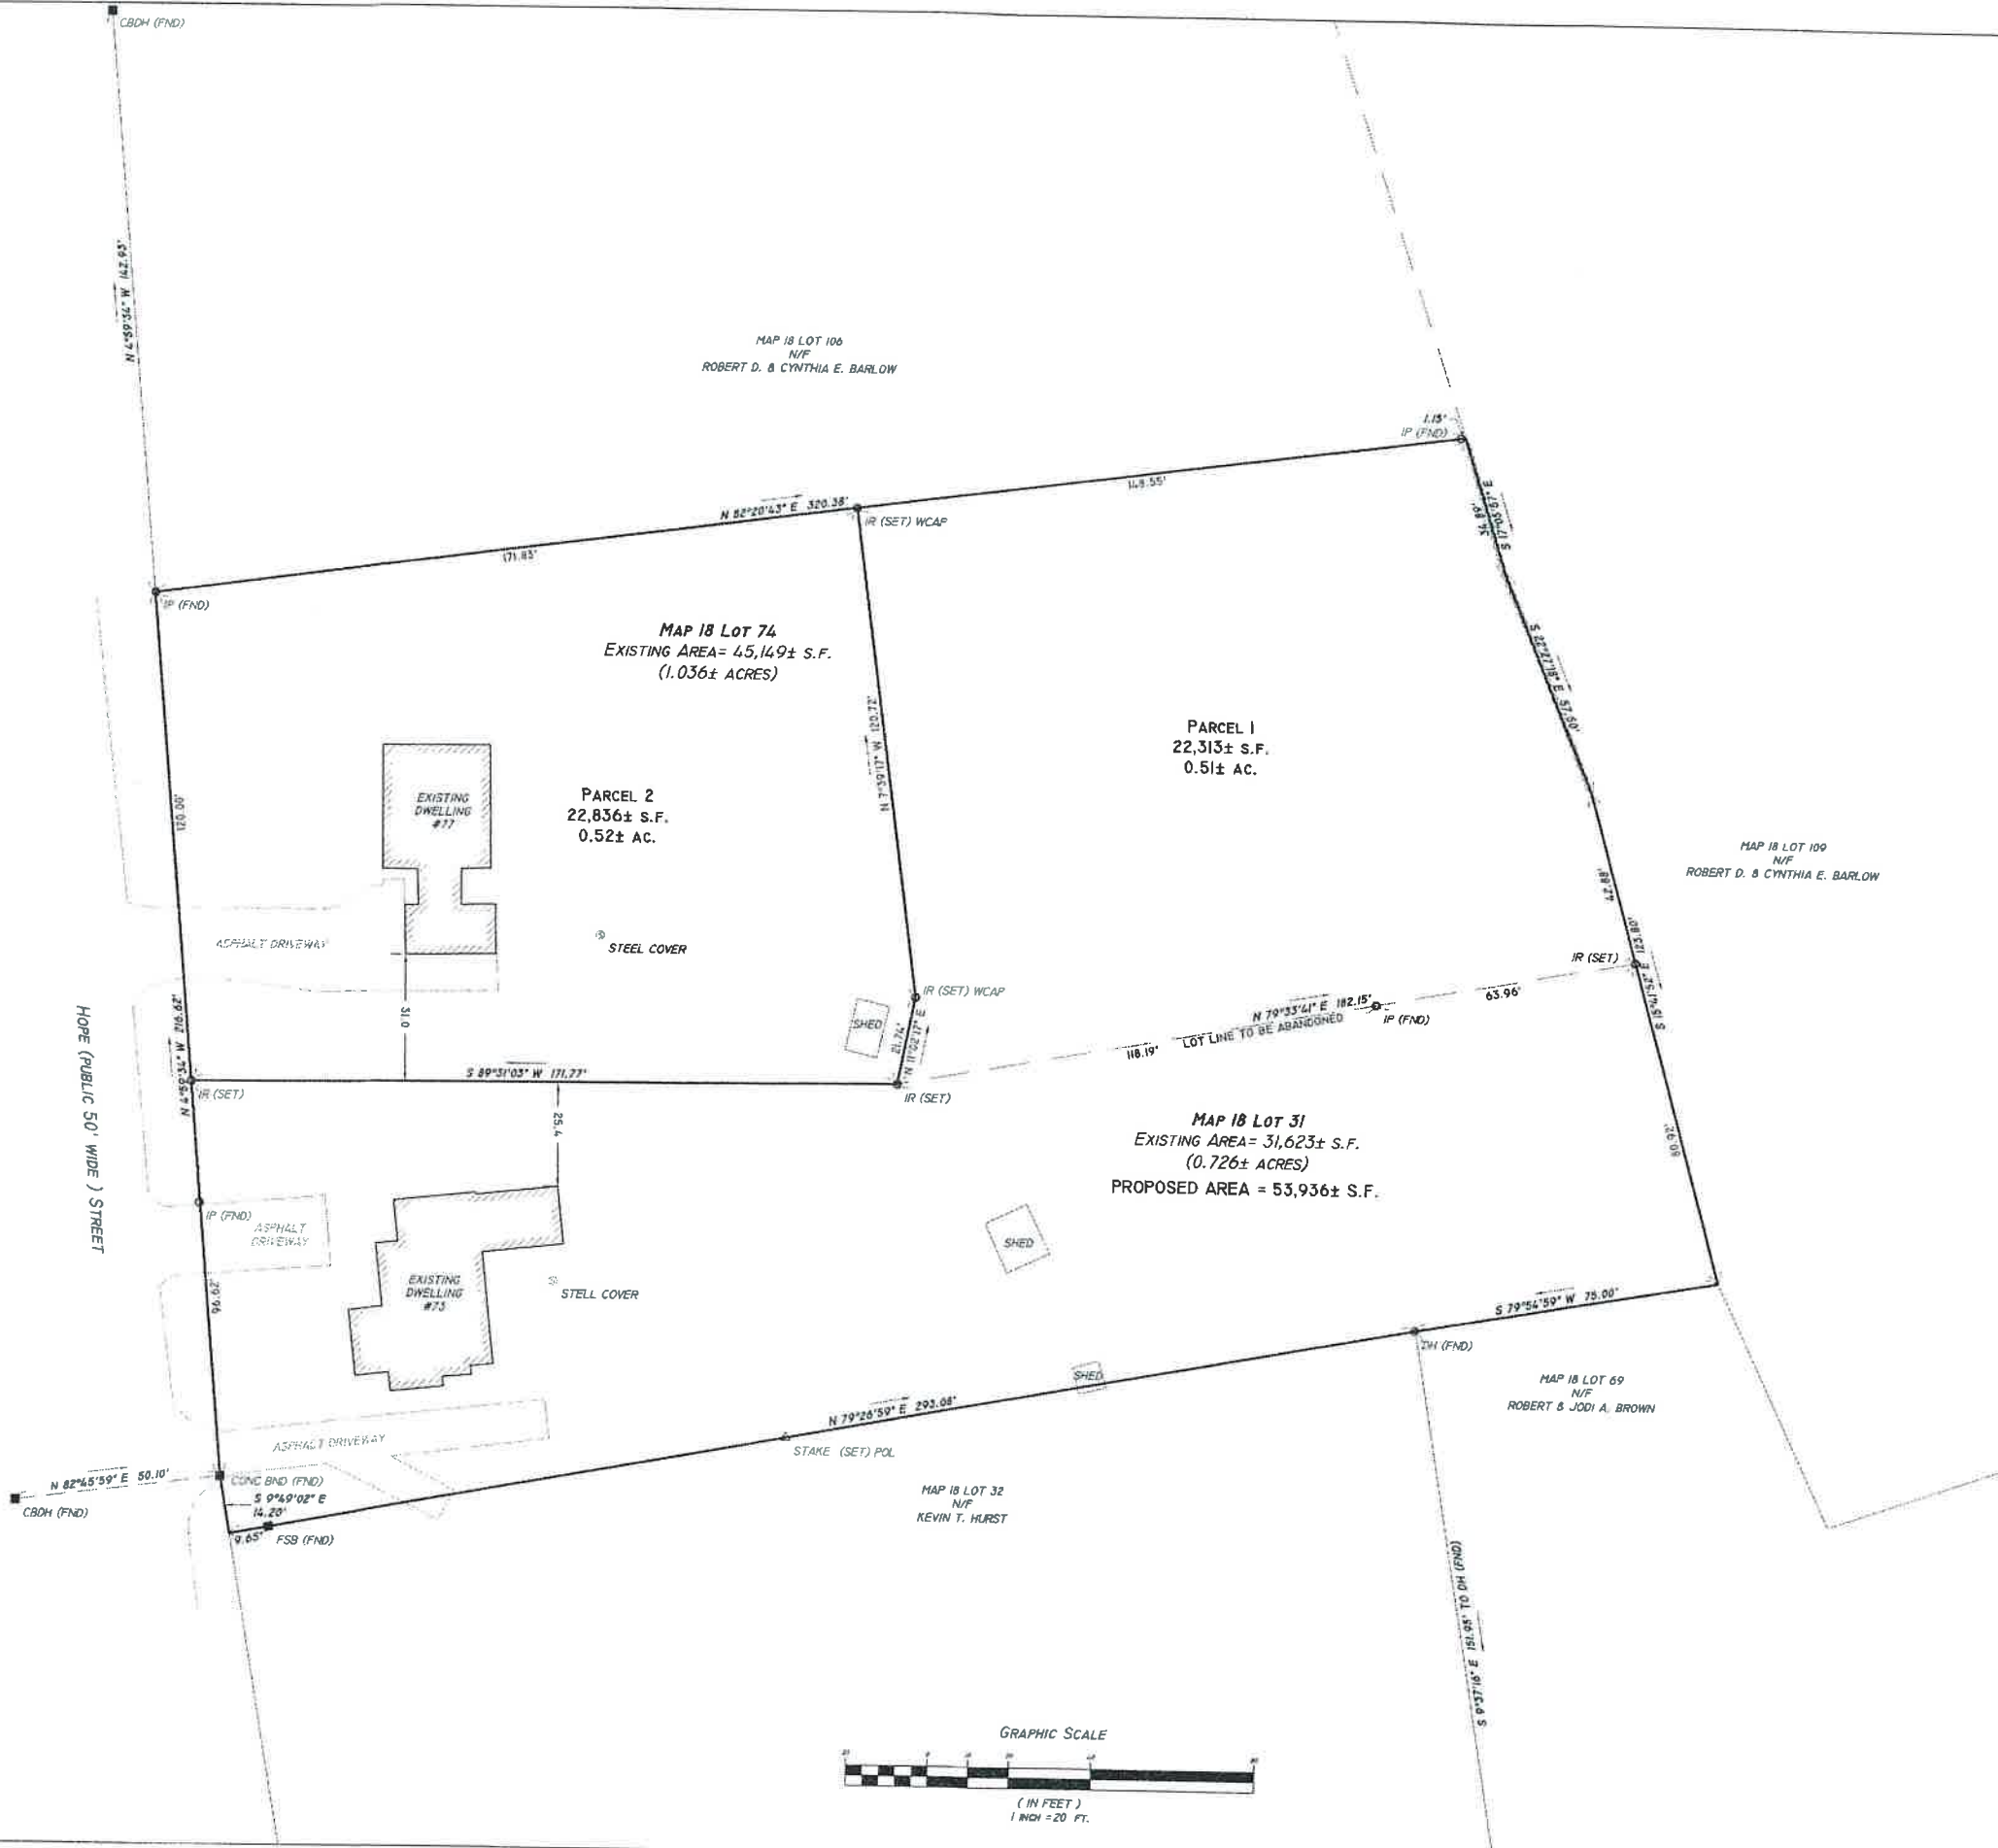 CBDH (FND)
N 4°59'34" W 142.93'
MAP 18 LOT 106
N/F
ROBERT D. & CYNTHIA E. BARLOW
1.15'
IP (FND)
148.55'
N 82°20'43" E 320.38'
IR (SET) WCAP
171.83'
IP (FND)
34.89'
S 17°05'57" E
S 22°27'18" E 57.50'
MAP 18 LOT 74
EXISTING AREA= 45,149± S.F.
(1.036± ACRES)
N 7°39'17" W 120.72'
PARCEL 1
22,313± S.F.
0.51± AC.
EXISTING
DWELLING
#77
PARCEL 2
22,836± S.F.
0.52± AC.
120.00'
MAP 18 LOT 109
N/F
ROBERT D. & CYNTHIA E. BARLOW
42.88'
ASPHALT DRIVEWAY
STEEL COVER
IR (SET)
S 15°41'52" E 123.80'
IR (SET) WCAP
63.96'
N 79°33'41" E 182.15'
IP (FND)
LOT LINE TO BE ABANDONED
118.19'
31.0
SHED
21.74'
N 11°02'17" E
N 4°59'34" W 216.62'
HOPE (PUBLIC 50' WIDE ) STREET
S 89°31'03" W 171.77'
IR (SET)
IR (SET)
25.4
MAP 18 LOT 31
EXISTING AREA= 31,623± S.F.
(0.726± ACRES)
PROPOSED AREA = 53,936± S.F.
80.92'
IP (FND)
ASPHALT
DRIVEWAY
SHED
EXISTING
DWELLING
#75
STELL COVER
96.62'
S 79°54'59" W 75.00'
DH (FND)
SHED
MAP 18 LOT 69
N/F
ROBERT & JODI A. BROWN
N 79°26'59" E 293.08'
STAKE (SET) POL
ASPHALT DRIVEWAY
N 82°45'59" E 50.10'
CBDH (FND)
CONC BND (FND)
S 9°49'02" E
14.20'
9.65'
FSB (FND)
MAP 18 LOT 32
N/F
KEVIN T. HURST
S 9°37'16" E 151.95' TO DH (FND)
GRAPHIC SCALE
( IN FEET )
1 INCH = 20 FT.